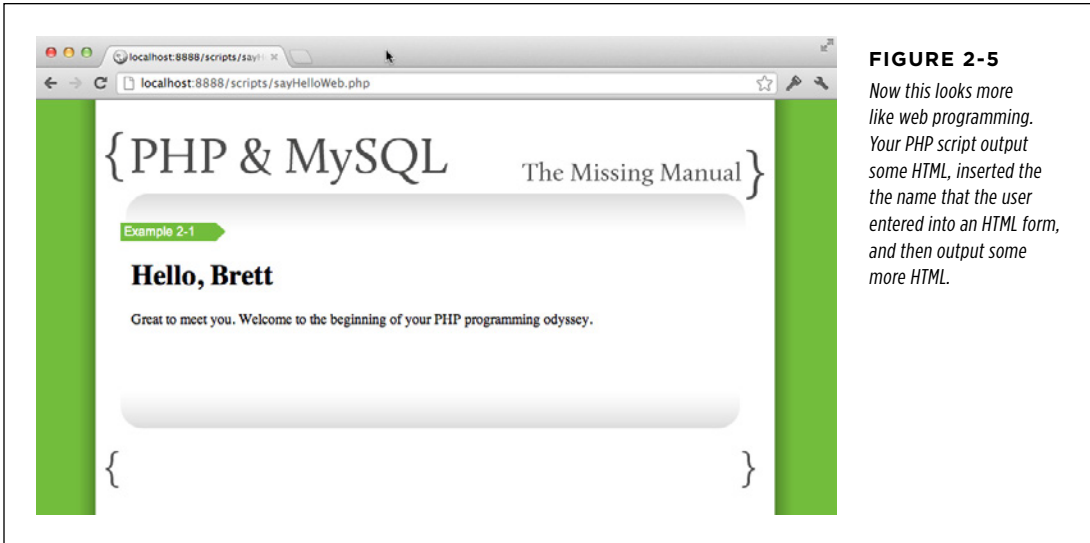 localhost:8888/scripts/sayH
localhost:8888/scripts/sayHelloWeb.php
{PHP & MySQL
The Missing Manual}
Example 2-1
Hello, Brett
Great to meet you. Welcome to the beginning of your PHP programming odyssey.
{ }
FIGURE 2-5
Now this looks more
like web programming.
Your PHP script output
some HTML, inserted the
the name that the user
entered into an HTML form,
and then output some
more HTML.